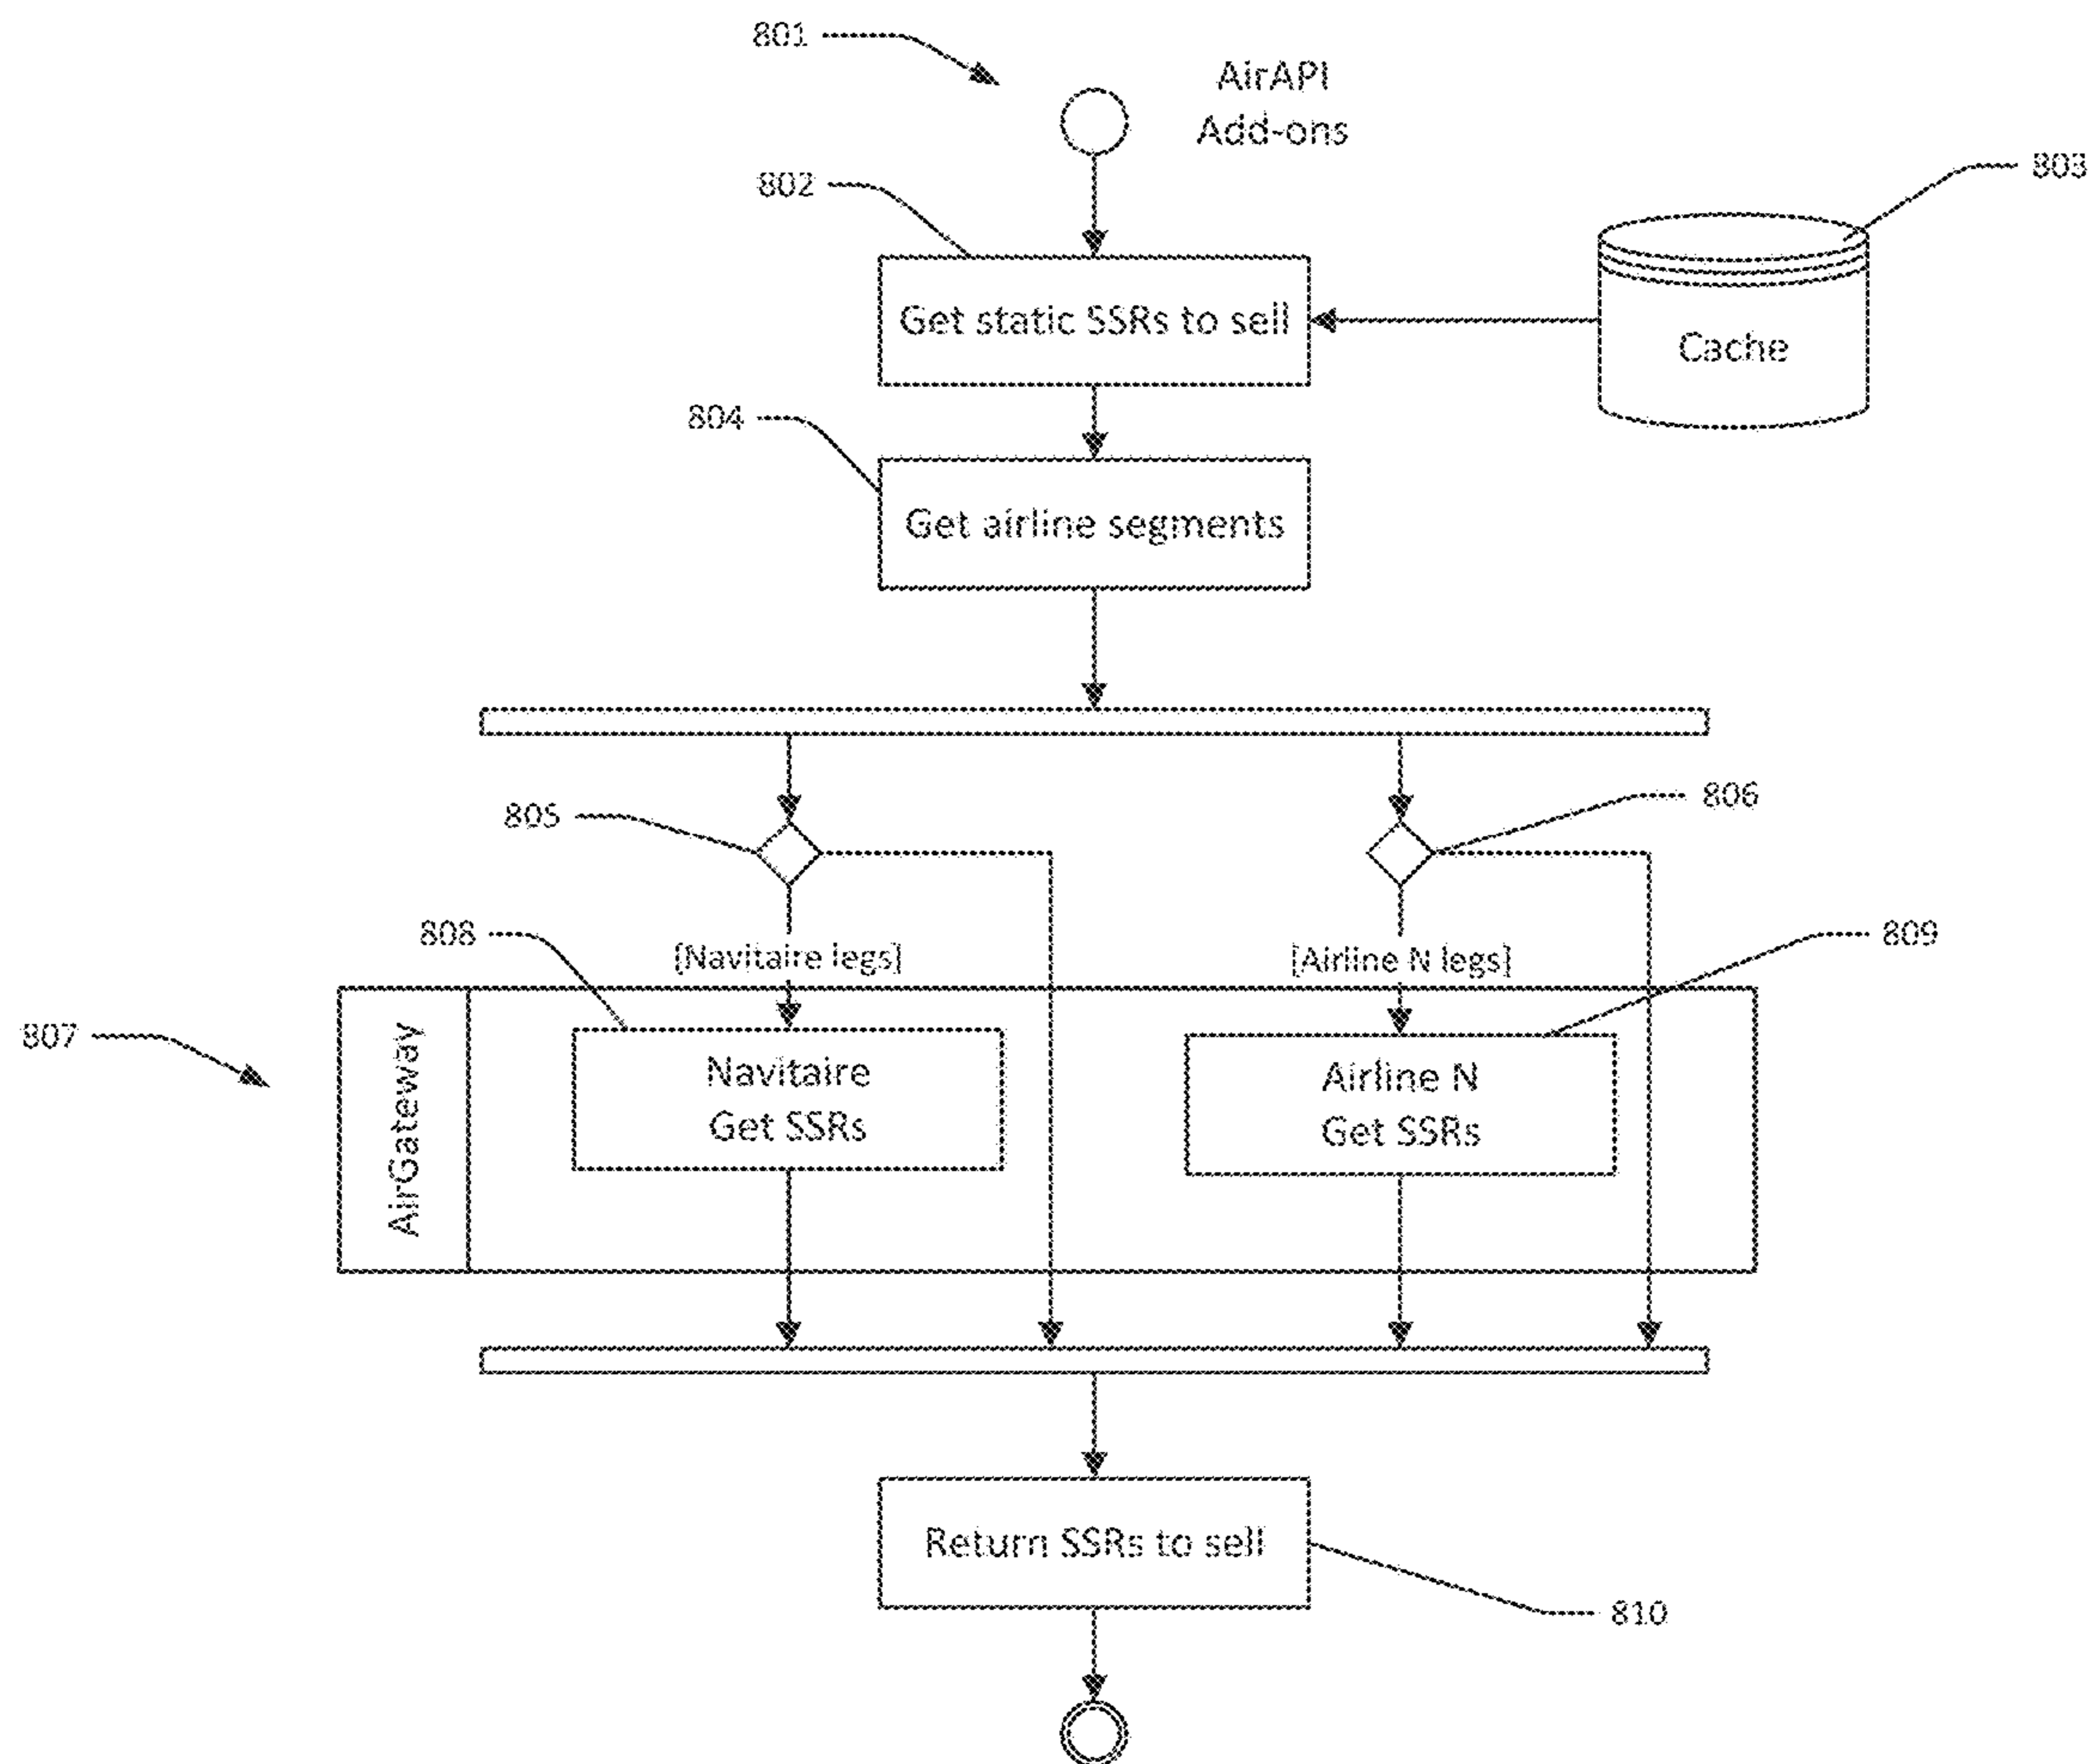 801
AirAPI
Add-ons
802
803
Get static SSRs to sell
Cache
804
Get airline segments
805
806
808
[Navitaire legs]
[Airline N legs]
809
807
AirGateway
Navitaire
Get SSRs
Airline N
Get SSRs
Return SSRs to sell
810